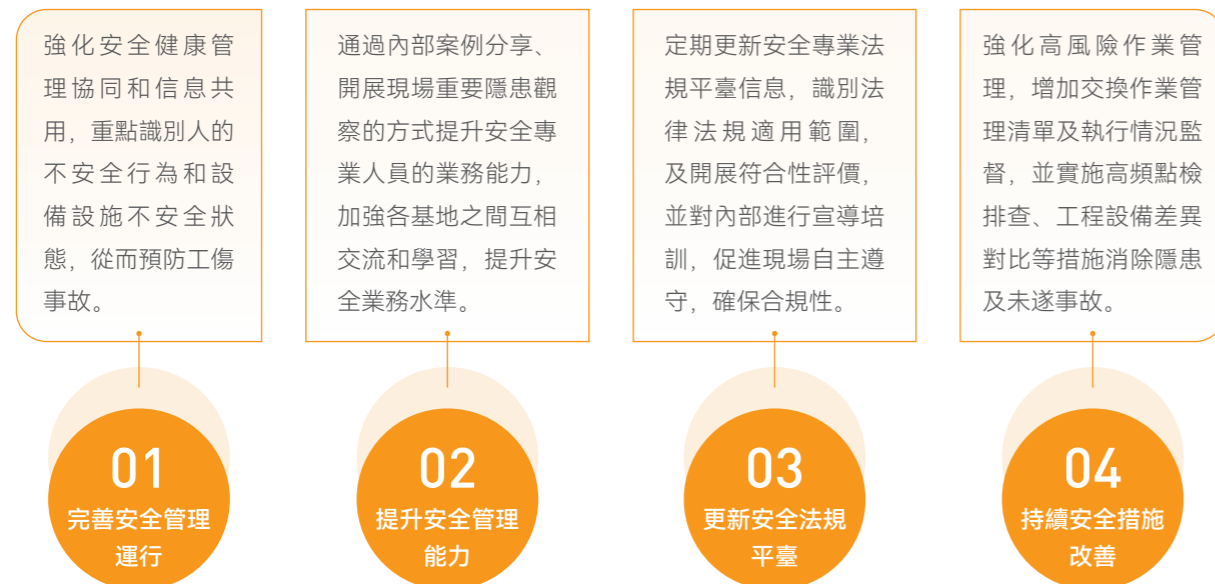 強化安全健康管
理協同和信息共
用，重點識別人的
不安全行為和設
備設施不安全狀
態，從而預防工傷
事故。
01
完善安全管理
運行
通過內部案例分享、
開展現場重要隱患觀
察的方式提升安全專
業人員的業務能力，
加強各基地之間互相
交流和學習，提升安
全業務水準。
02
提升安全管理
能力
定期更新安全專業法
規平臺信息，識別法
律法規適用範圍，
及開展符合性評價，
並對內部進行宣導培
訓，促進現場自主遵
守，確保合規性。
03
更新安全法規
平臺
強化高風險作業管
理，增加交換作業管
理清單及執行情況監
督，並實施高頻點檢
排查、工程設備差異
對比等措施消除隱患
及未遂事故。
04
持續安全措施
改善